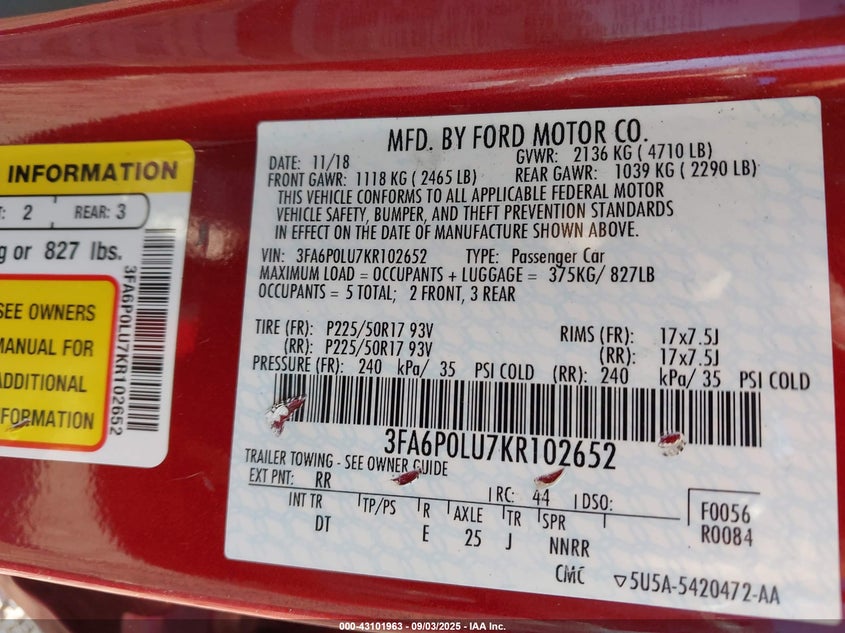 INFORMATION
2 REAR: 3
g or 827 lbs.
SEE OWNERS
MANUAL FOR
ADDITIONAL
INFORMATION
3FA6P0LU7KR102652
MFD. BY FORD MOTOR CO.
DATE: 11/18 GVWR: 2136 KG ( 4710 LB)
FRONT GAWR: 1118 KG ( 2465 LB) REAR GAWR: 1039 KG ( 2290 LB)
THIS VEHICLE CONFORMS TO ALL APPLICABLE FEDERAL MOTOR
VEHICLE SAFETY, BUMPER, AND THEFT PREVENTION STANDARDS
IN EFFECT ON THE DATE OF MANUFACTURE SHOWN ABOVE.
VIN: 3FA6P0LU7KR102652 TYPE: Passenger Car
MAXIMUM LOAD = OCCUPANTS + LUGGAGE = 375KG/ 827LB
OCCUPANTS = 5 TOTAL; 2 FRONT, 3 REAR
TIRE (FR): P225/50R17 93V RIMS (FR): 17x7.5J
(RR): P225/50R17 93V (RR): 17x7.5J
PRESSURE (FR): 240 kPa/ 35 PSI COLD (RR): 240 kPa/ 35 PSI COLD
3FA6P0LU7KR102652
TRAILER TOWING - SEE OWNER GUIDE
EXT PNT: RR RC: 44 DSO:
INT TR TP/PS R AXLE TR SPR
DT E 25 J NNRR
CMC
F0056
R0084
▽5U5A-5420472-AA
000-43101963 - 09/03/2025 - IAA Inc.